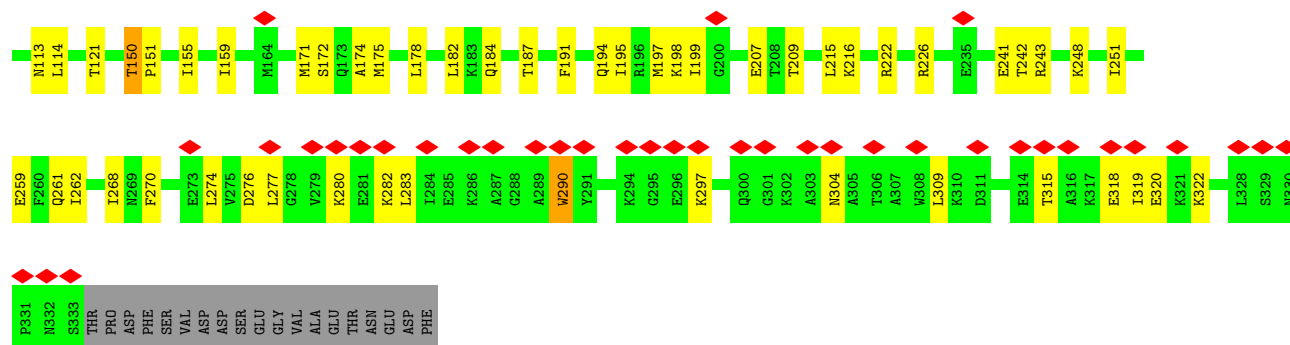 N113 L114 T121 T150 P151 I155 I159 M164 M171 S172 Q173 A174 M175 L178 L182 K183 Q184 T187 F191 Q194 I195 R196 M197 K198 I199 G200 E207 T208 T209 L215 K216 R222 R226 E235 E241 T242 R243 K248 I251
E259 F260 Q261 I262 I268 N269 F270 E273 L274 V275 D276 L277 G278 V279 K280 E281 K282 L283 I284 E285 K286 A287 G288 A289 W290 Y291 K294 G295 E296 K297 Q300 G301 K302 A303 N304 A305 T306 A307 W308 L309 K310 D311 E314 T315 A316 K317 E318 I319 E320 K321 K322 L328 S329 N330
P331 N332 S333 THR PRO ASP PHE SER VAL ASP ASP SER GLU GLY VAL ALA GLU THR ASN GLU ASP PHE